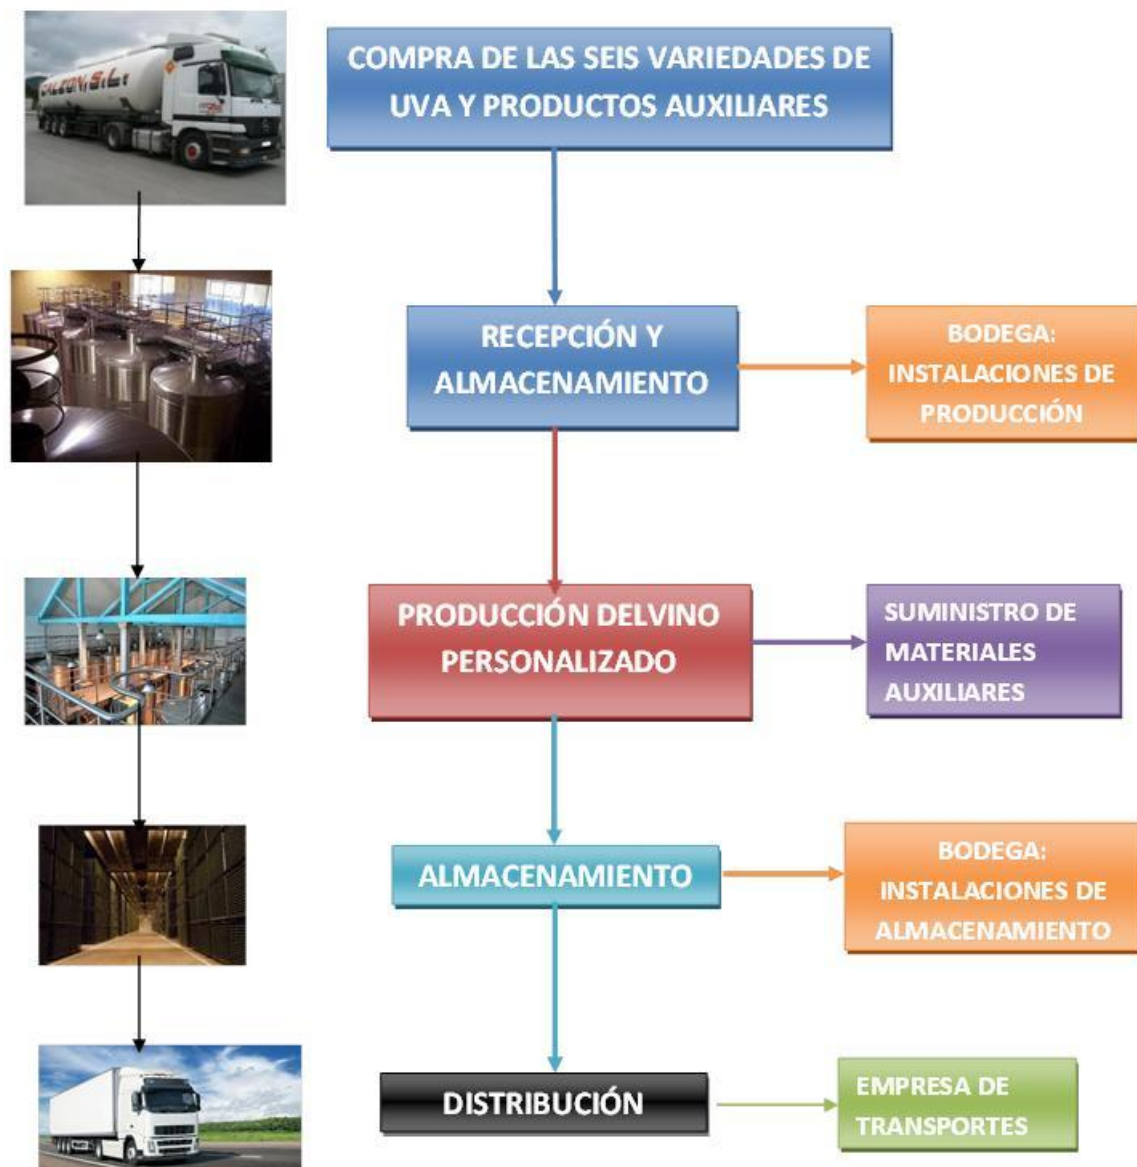 CALZON, S.L.
COMPRA DE LAS SEIS VARIEDADES DE
UVA Y PRODUCTOS AUXILIARES
RECEPCIÓN Y
ALMACENAMIENTO
BODEGA:
INSTALACIONES DE
PRODUCCIÓN
PRODUCCIÓN DELVINO
PERSONALIZADO
SUMINISTRO DE
MATERIALES
AUXILIARES
ALMACENAMIENTO
BODEGA:
INSTALACIONES DE
ALMACENAMIENTO
DISTRIBUCIÓN
EMPRESA DE
TRANSPORTES